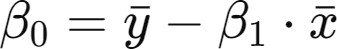 β₀ = ȳ − β₁ · x̄